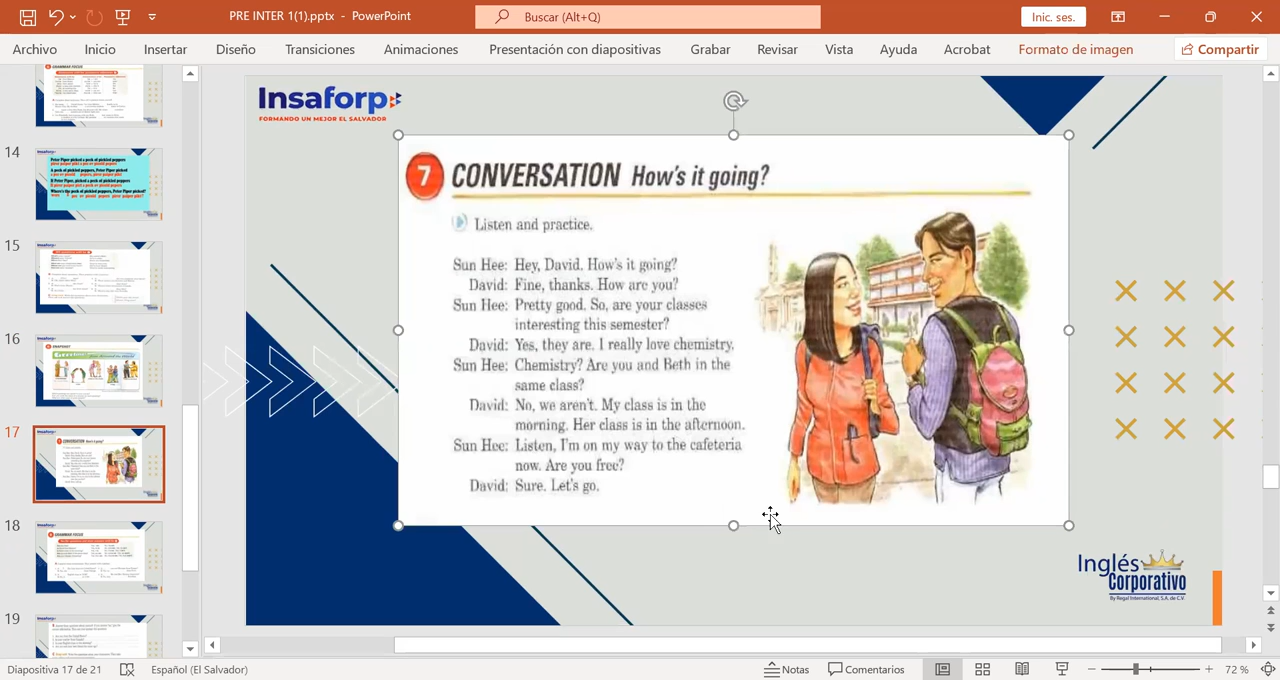 PRE INTER 1(1).pptx - PowerPoint
Buscar (Alt+Q)
Inic. ses.
Archivo Inicio Insertar Diseño Transiciones Animaciones Presentación con diapositivas Grabar Revisar Vista Ayuda Acrobat Formato de imagen Compartir
14
15
16
17
18
19
Insaforp
FORMANDO UN MEJOR EL SALVADOR
7 CONVERSATION How's it going?
Listen and practice.
Sun Hee: Hey, David. How's it going?
David: Fine, thanks. How are you?
Sun Hee: Pretty good. So, are your classes
interesting this semester?
David: Yes, they are. I really love chemistry.
Sun Hee: Chemistry? Are you and Beth in the
same class?
David: No, we aren't. My class is in the
morning. Her class is in the afternoon.
Sun Hee: Listen, I'm on my way to the cafeteria
now. Are you free?
David: Sure. Let's go.
Inglés
Corporativo
By Regal International, S.A. de C.V.
Diapositiva 17 de 21 Español (El Salvador) Notas Comentarios 72 %